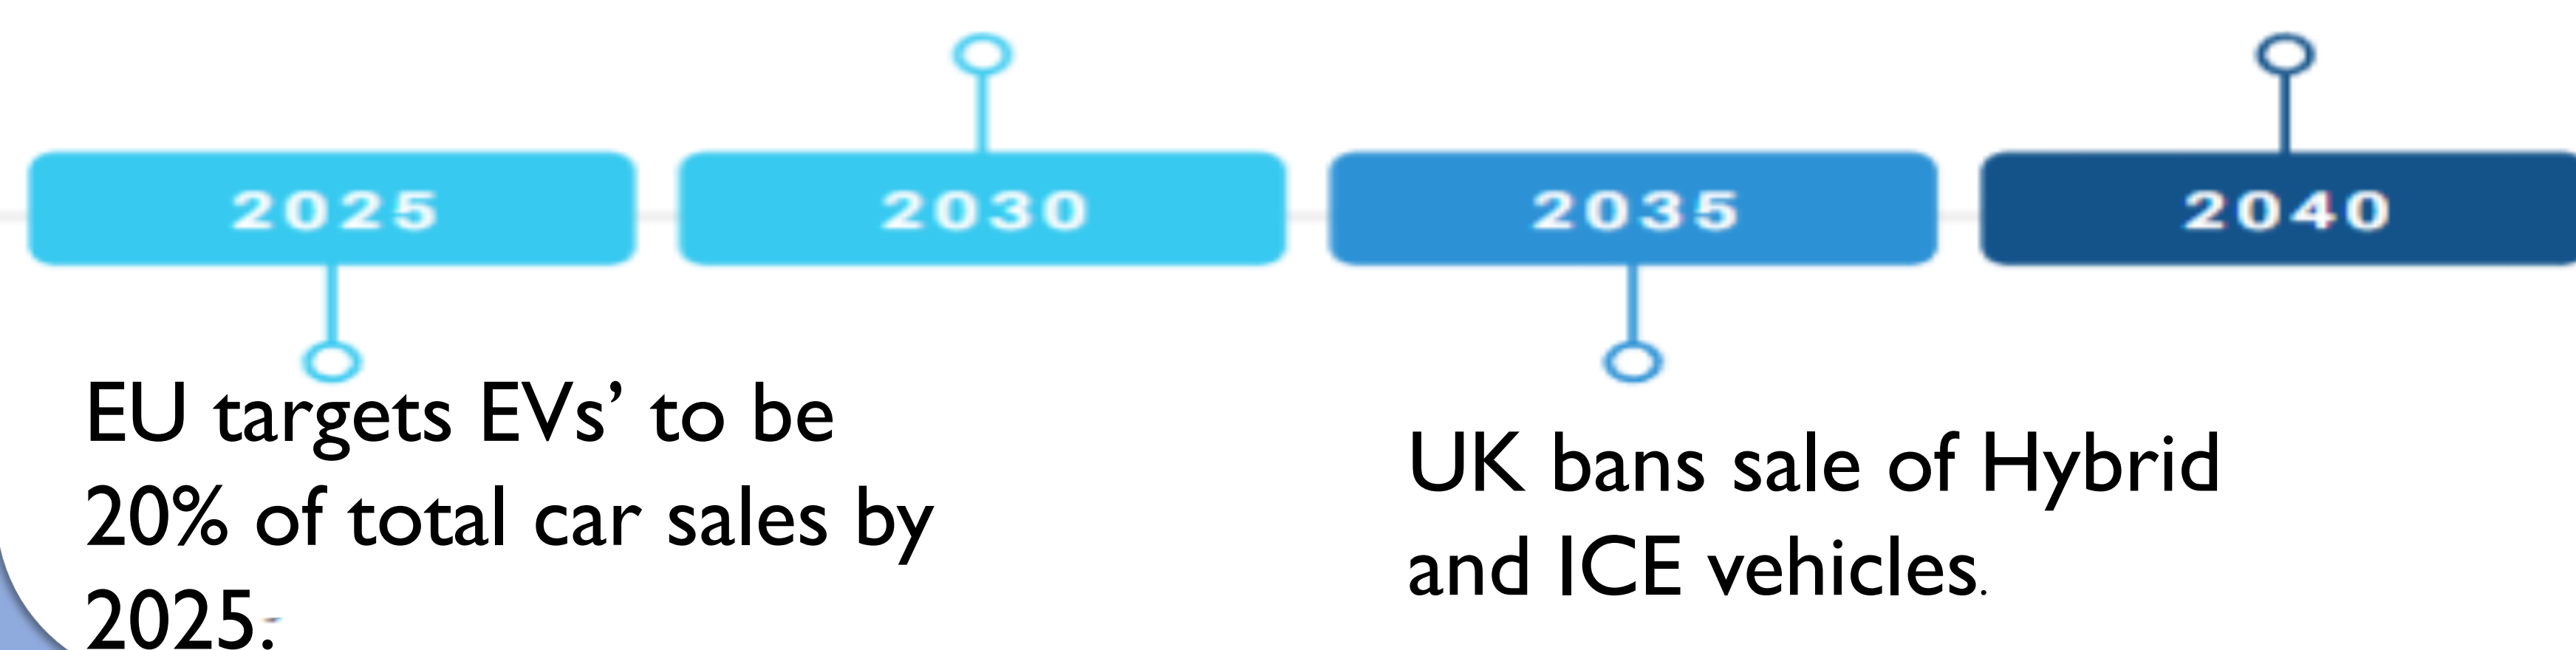 2025
2030
2035
2040
EU targets EVs’ to be
20% of total car sales by
2025.
UK bans sale of Hybrid
and ICE vehicles.